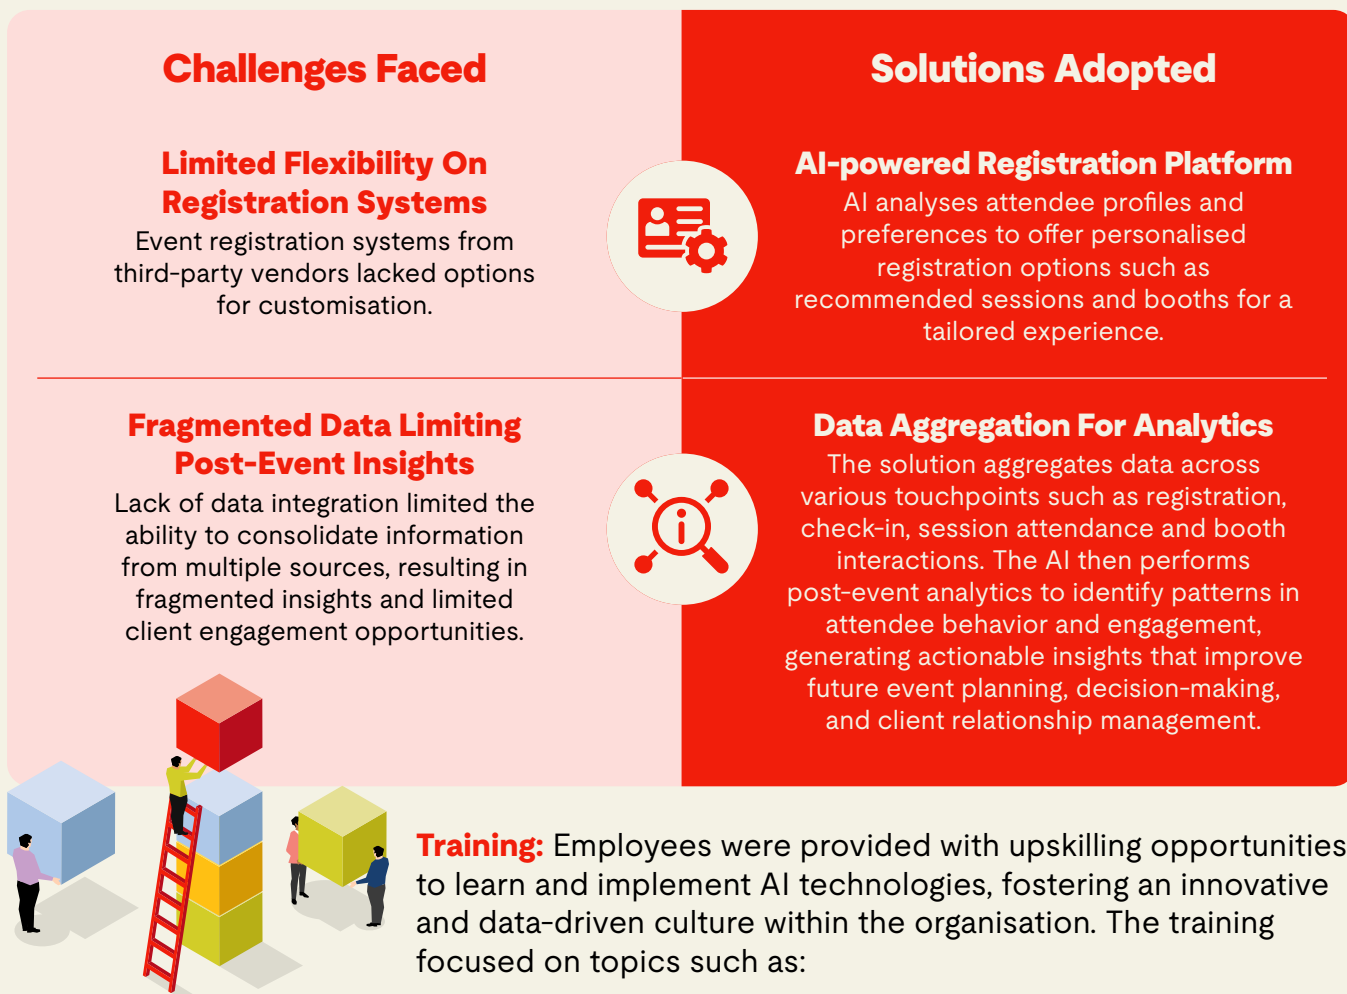 Challenges Faced
Solutions Adopted
Limited Flexibility On
Registration Systems
Event registration systems from
third-party vendors lacked options
for customisation.
AI-powered Registration Platform
AI analyses attendee profiles and
preferences to offer personalised
registration options such as
recommended sessions and booths for a
tailored experience.
Fragmented Data Limiting
Post-Event Insights
Lack of data integration limited the
ability to consolidate information
from multiple sources, resulting in
fragmented insights and limited
client engagement opportunities.
Data Aggregation For Analytics
The solution aggregates data across
various touchpoints such as registration,
check-in, session attendance and booth
interactions. The AI then performs
post-event analytics to identify patterns in
attendee behavior and engagement,
generating actionable insights that improve
future event planning, decision-making,
and client relationship management.
Training: Employees were provided with upskilling opportunities
to learn and implement AI technologies, fostering an innovative
and data-driven culture within the organisation. The training
focused on topics such as: